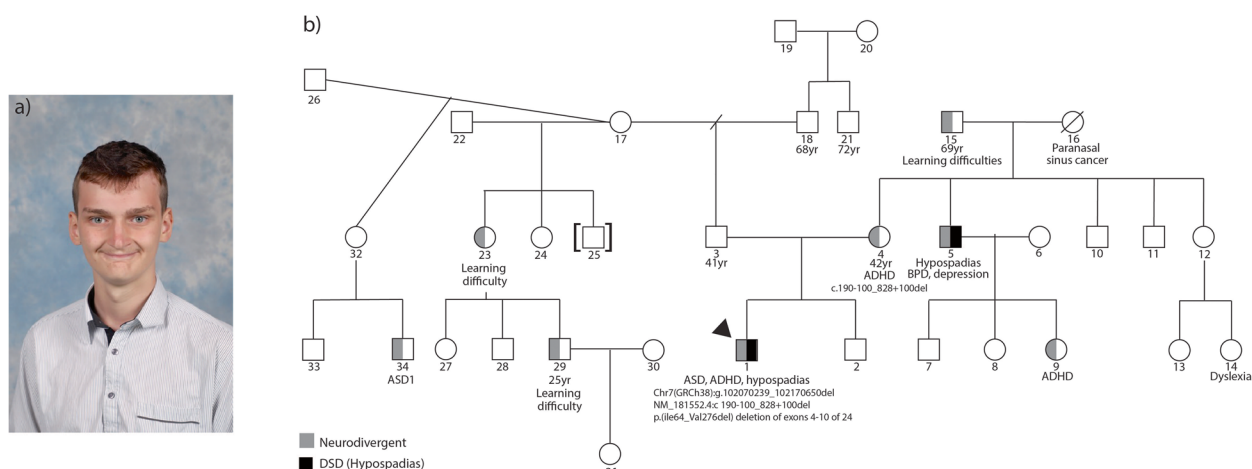 a)
b)
19
20
26
22
17
18
68yr
21
72yr
15
69yr
Learning difficulties
16
Paranasal
sinus cancer
32
23
Learning
difficulty
24
[25]
3
41yr
4
42yr
ADHD
c.190-100_828+100del
5
Hypospadias
BPD, depression
6
10
11
12
33
34
ASD1
27
28
29
25yr
Learning
difficulty
30
1
ASD, ADHD, hypospadias
Chr7(GRCh38):g.102070239_102170650del
NM_181552.4:c 190-100_828+100del
p.(ile64_Val276del) deletion of exons 4-10 of 24
2
7
8
9
ADHD
13
14
Dyslexia
Neurodivergent
DSD (Hypospadias)